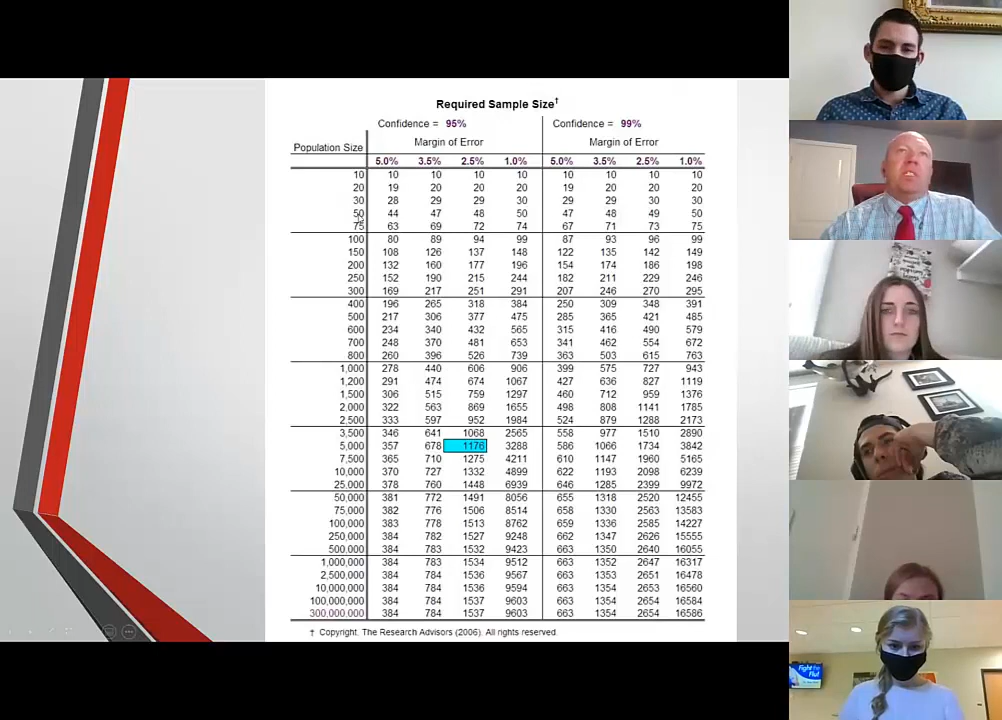 Required Sample Size†
Confidence = 95% Confidence = 99%
Population Size Margin of Error Margin of Error
5.0% 3.5% 2.5% 1.0% 5.0% 3.5% 2.5% 1.0%
10 10 10 10 10 10 10 10 10
20 19 20 20 20 19 20 20 20
30 28 29 29 30 29 29 30 30
50 44 47 48 50 47 48 49 50
75 63 69 72 74 67 71 73 75
100 80 89 94 99 87 93 96 99
150 108 126 137 148 122 135 142 149
200 132 160 177 196 154 174 186 198
250 152 190 215 244 182 211 229 246
300 169 217 251 291 207 246 270 295
400 196 265 318 384 250 309 348 391
500 217 306 377 475 285 365 421 485
600 234 340 432 565 315 416 490 579
700 248 370 481 653 341 462 554 672
800 260 396 526 739 363 503 615 763
1,000 278 440 606 906 399 575 727 943
1,200 291 474 674 1067 427 636 827 1119
1,500 306 515 759 1297 460 712 959 1376
2,000 322 563 869 1655 498 808 1141 1785
2,500 333 597 952 1984 524 879 1288 2173
3,500 346 641 1068 2565 558 977 1510 2890
5,000 357 678 1176 3288 586 1066 1734 3842
7,500 365 710 1275 4211 610 1147 1960 5165
10,000 370 727 1332 4899 622 1193 2098 6239
25,000 378 760 1448 6939 646 1285 2399 9972
50,000 381 772 1491 8056 655 1318 2520 12455
75,000 382 776 1506 8514 658 1330 2563 13583
100,000 383 778 1513 8762 659 1336 2585 14227
250,000 384 782 1527 9248 662 1347 2626 15555
500,000 384 783 1532 9423 663 1350 2640 16055
1,000,000 384 783 1534 9512 663 1352 2647 16317
2,500,000 384 784 1536 9567 663 1353 2651 16478
10,000,000 384 784 1536 9594 663 1354 2653 16560
100,000,000 384 784 1537 9603 663 1354 2654 16584
300,000,000 384 784 1537 9603 663 1354 2654 16586
† Copyright. The Research Advisors (2006). All rights reserved.
Fight the
Flu!